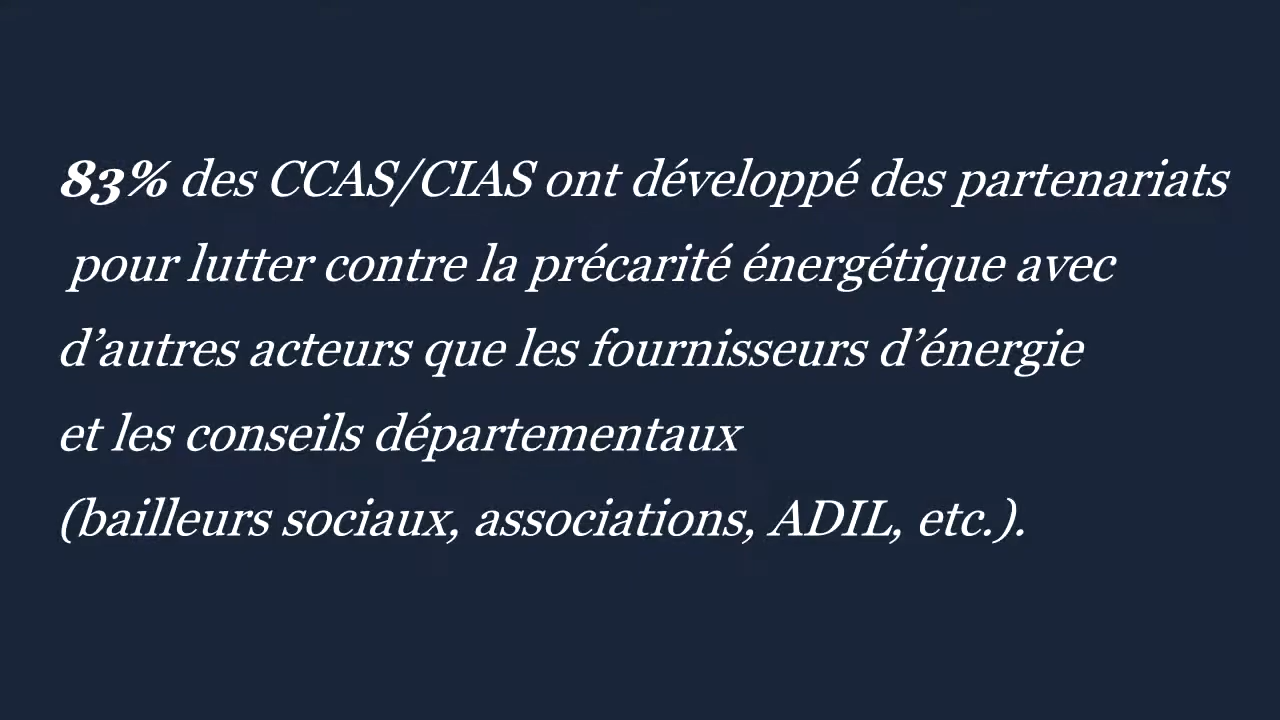 83% des CCAS/CIAS ont développé des partenariats
pour lutter contre la précarité énergétique avec
d’autres acteurs que les fournisseurs d’énergie
et les conseils départementaux
(bailleurs sociaux, associations, ADIL, etc.).